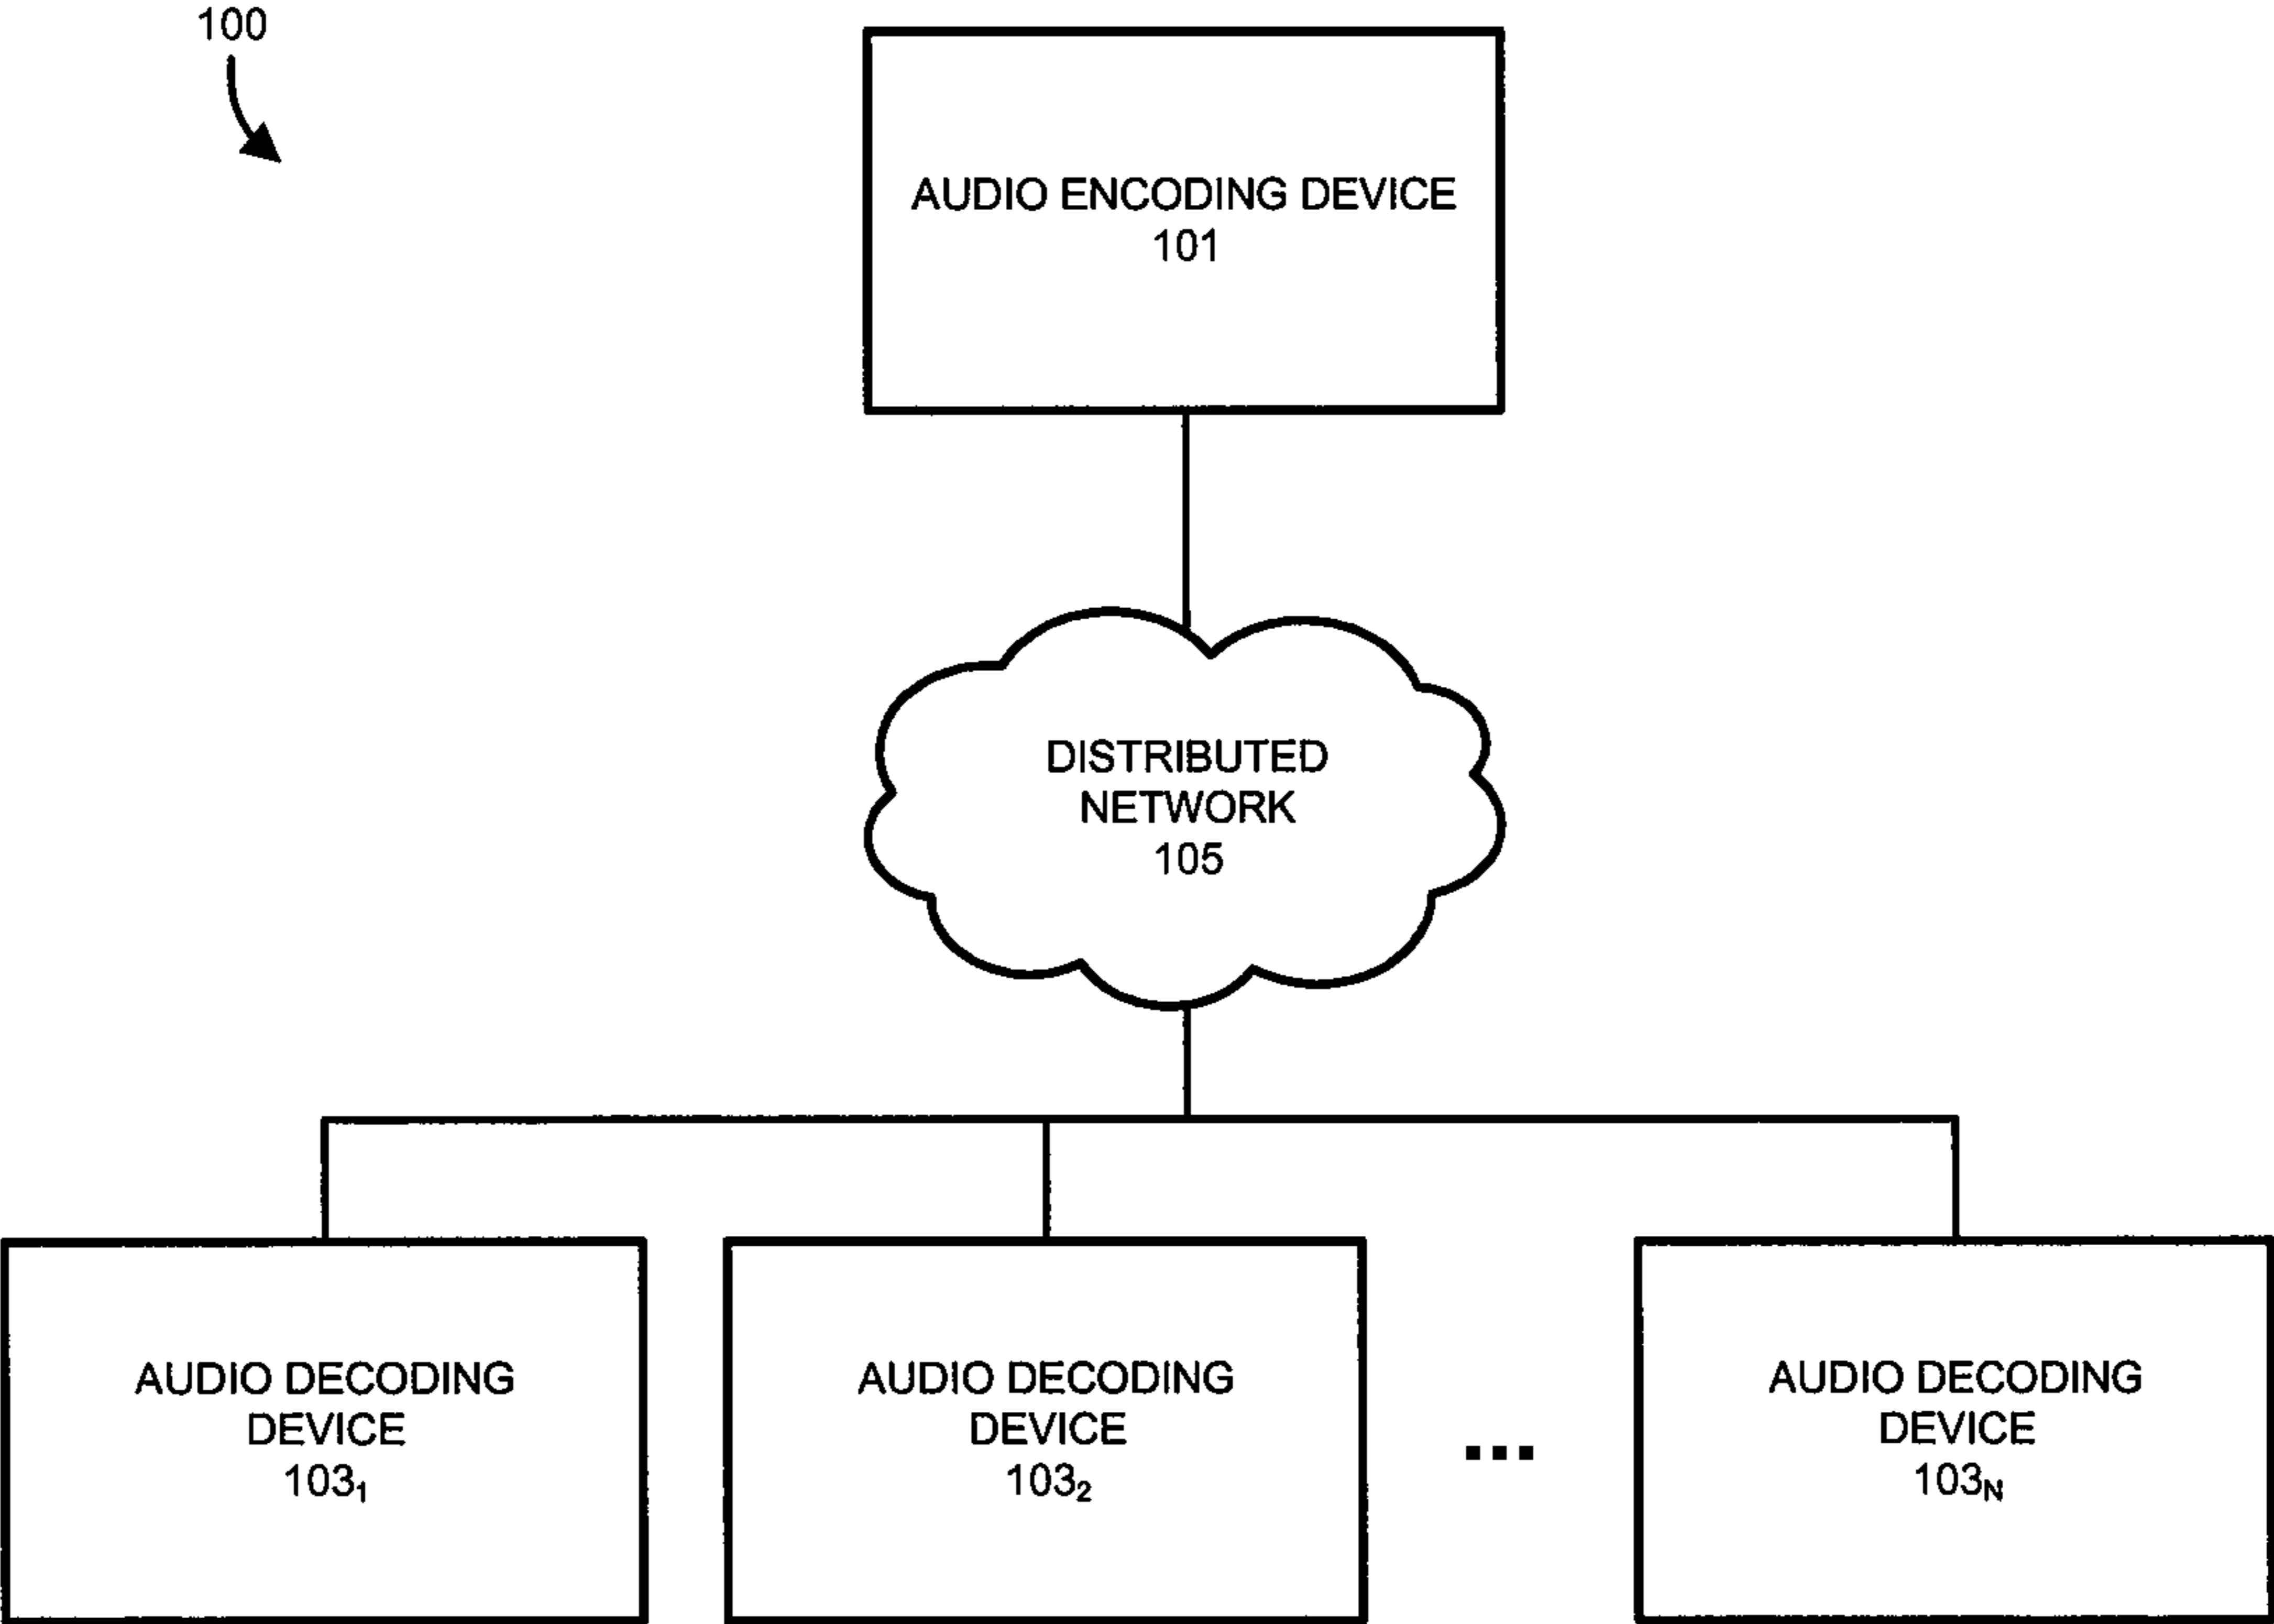 100
AUDIO ENCODING DEVICE
101
DISTRIBUTED
NETWORK
105
AUDIO DECODING
DEVICE
103₁
AUDIO DECODING
DEVICE
103₂
...
AUDIO DECODING
DEVICE
103_N